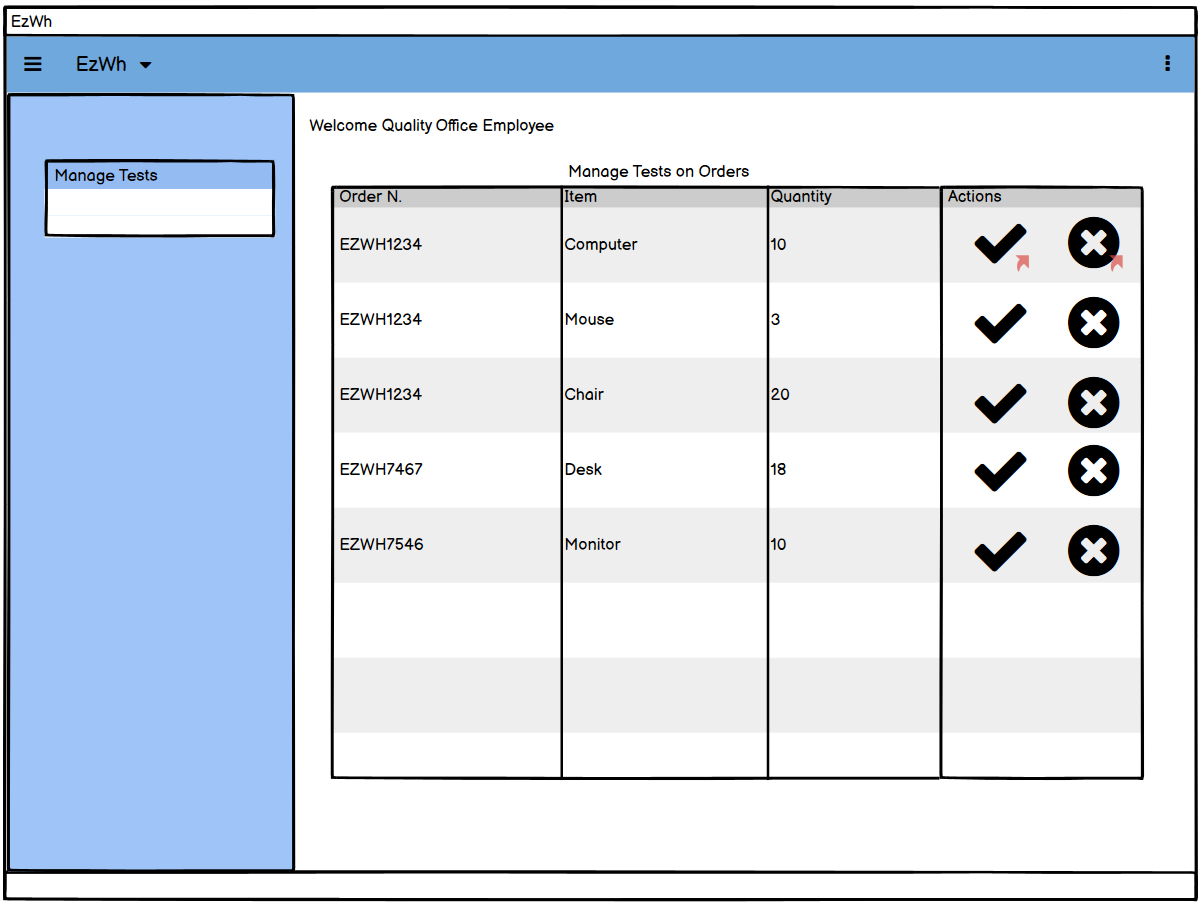 EzWh
EzWh
Welcome Quality Office Employee
Manage Tests
Manage Tests on Orders
Order N. Item Quantity Actions
EZWH1234 Computer 10
EZWH1234 Mouse 3
EZWH1234 Chair 20
EZWH7467 Desk 18
EZWH7546 Monitor 10